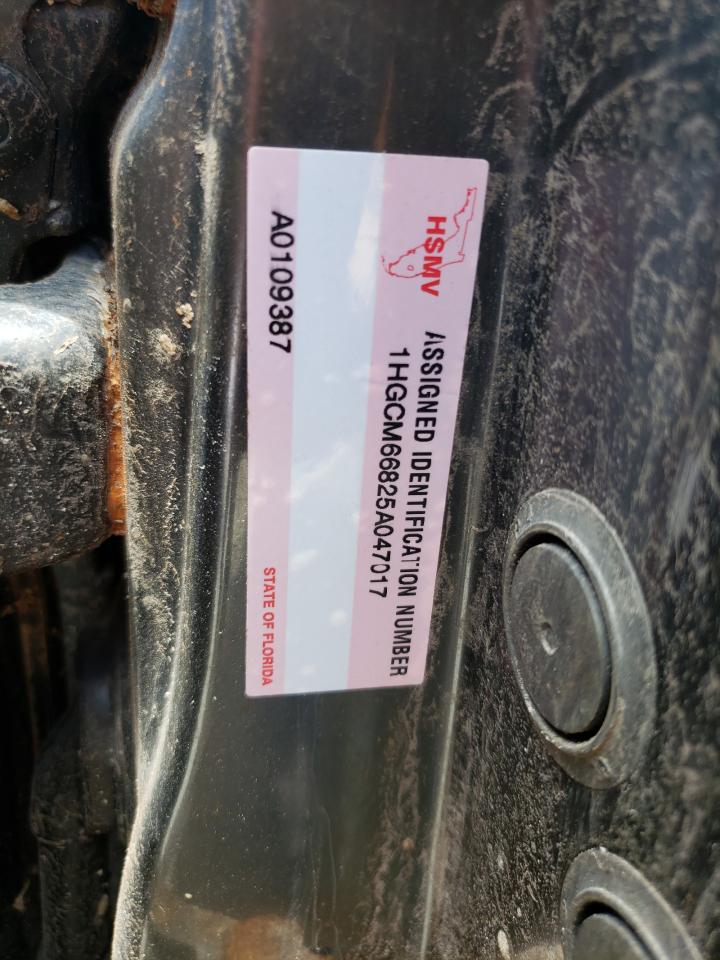 HSMV
ASSIGNED IDENTIFICATION NUMBER
1HGCM66825A047017
A0109387
STATE OF FLORIDA